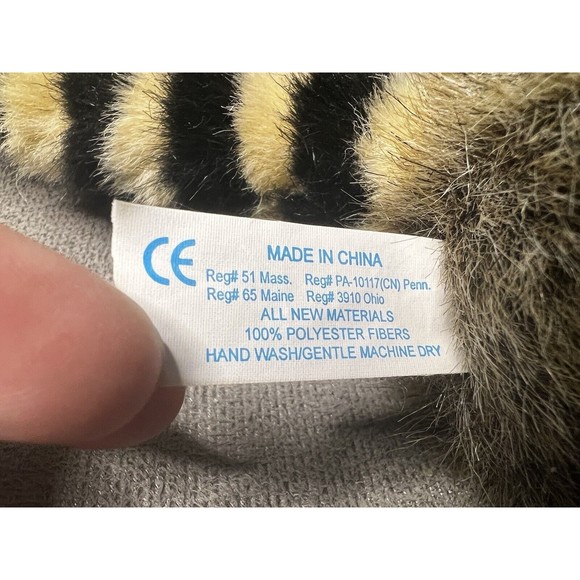 CE
MADE IN CHINA
Reg# 51 Mass. Reg# PA-10117(CN) Penn.
Reg# 65 Maine Reg# 3910 Ohio
ALL NEW MATERIALS
100% POLYESTER FIBERS
HAND WASH/GENTLE MACHINE DRY